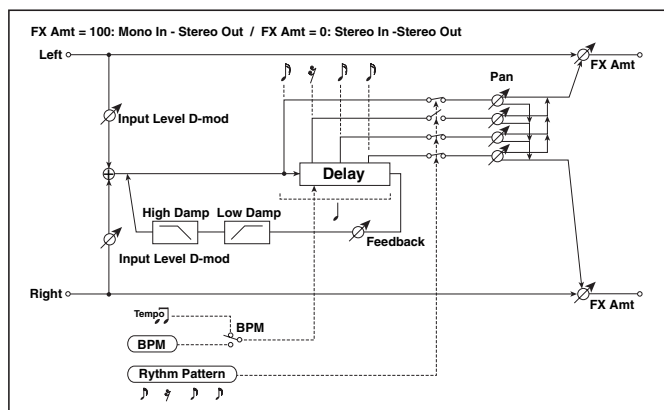 FX Amt = 100: Mono In - Stereo Out / FX Amt = 0: Stereo In -Stereo Out
Left
FX Amt
Pan
Input Level D-mod
Delay
High Damp
Low Damp
Feedback
Input Level D-mod
Right
FX Amt
Tempo
BPM
BPM
Rythm Pattern